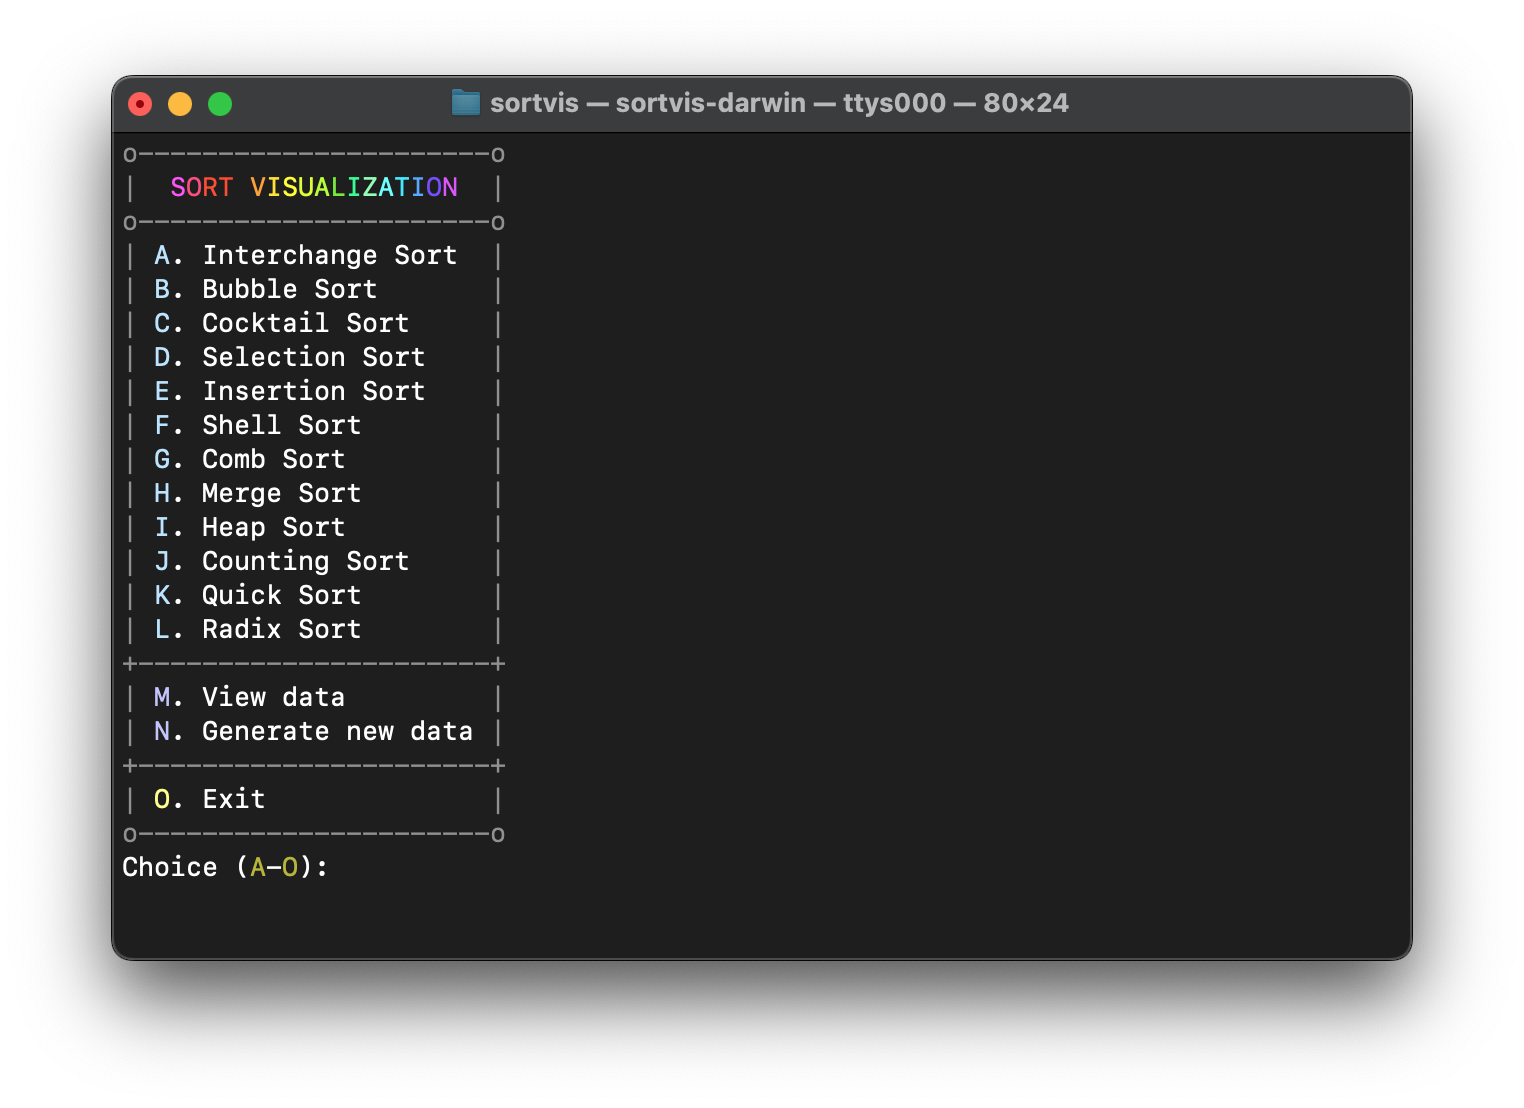 sortvis — sortvis-darwin — ttys000 — 80×24
o----------------------o
|  SORT VISUALIZATION  |
o----------------------o
| A. Interchange Sort  |
| B. Bubble Sort       |
| C. Cocktail Sort     |
| D. Selection Sort    |
| E. Insertion Sort    |
| F. Shell Sort        |
| G. Comb Sort         |
| H. Merge Sort        |
| I. Heap Sort         |
| J. Counting Sort     |
| K. Quick Sort        |
| L. Radix Sort        |
+----------------------+
| M. View data         |
| N. Generate new data |
+----------------------+
| O. Exit              |
o----------------------o
Choice (A-O):